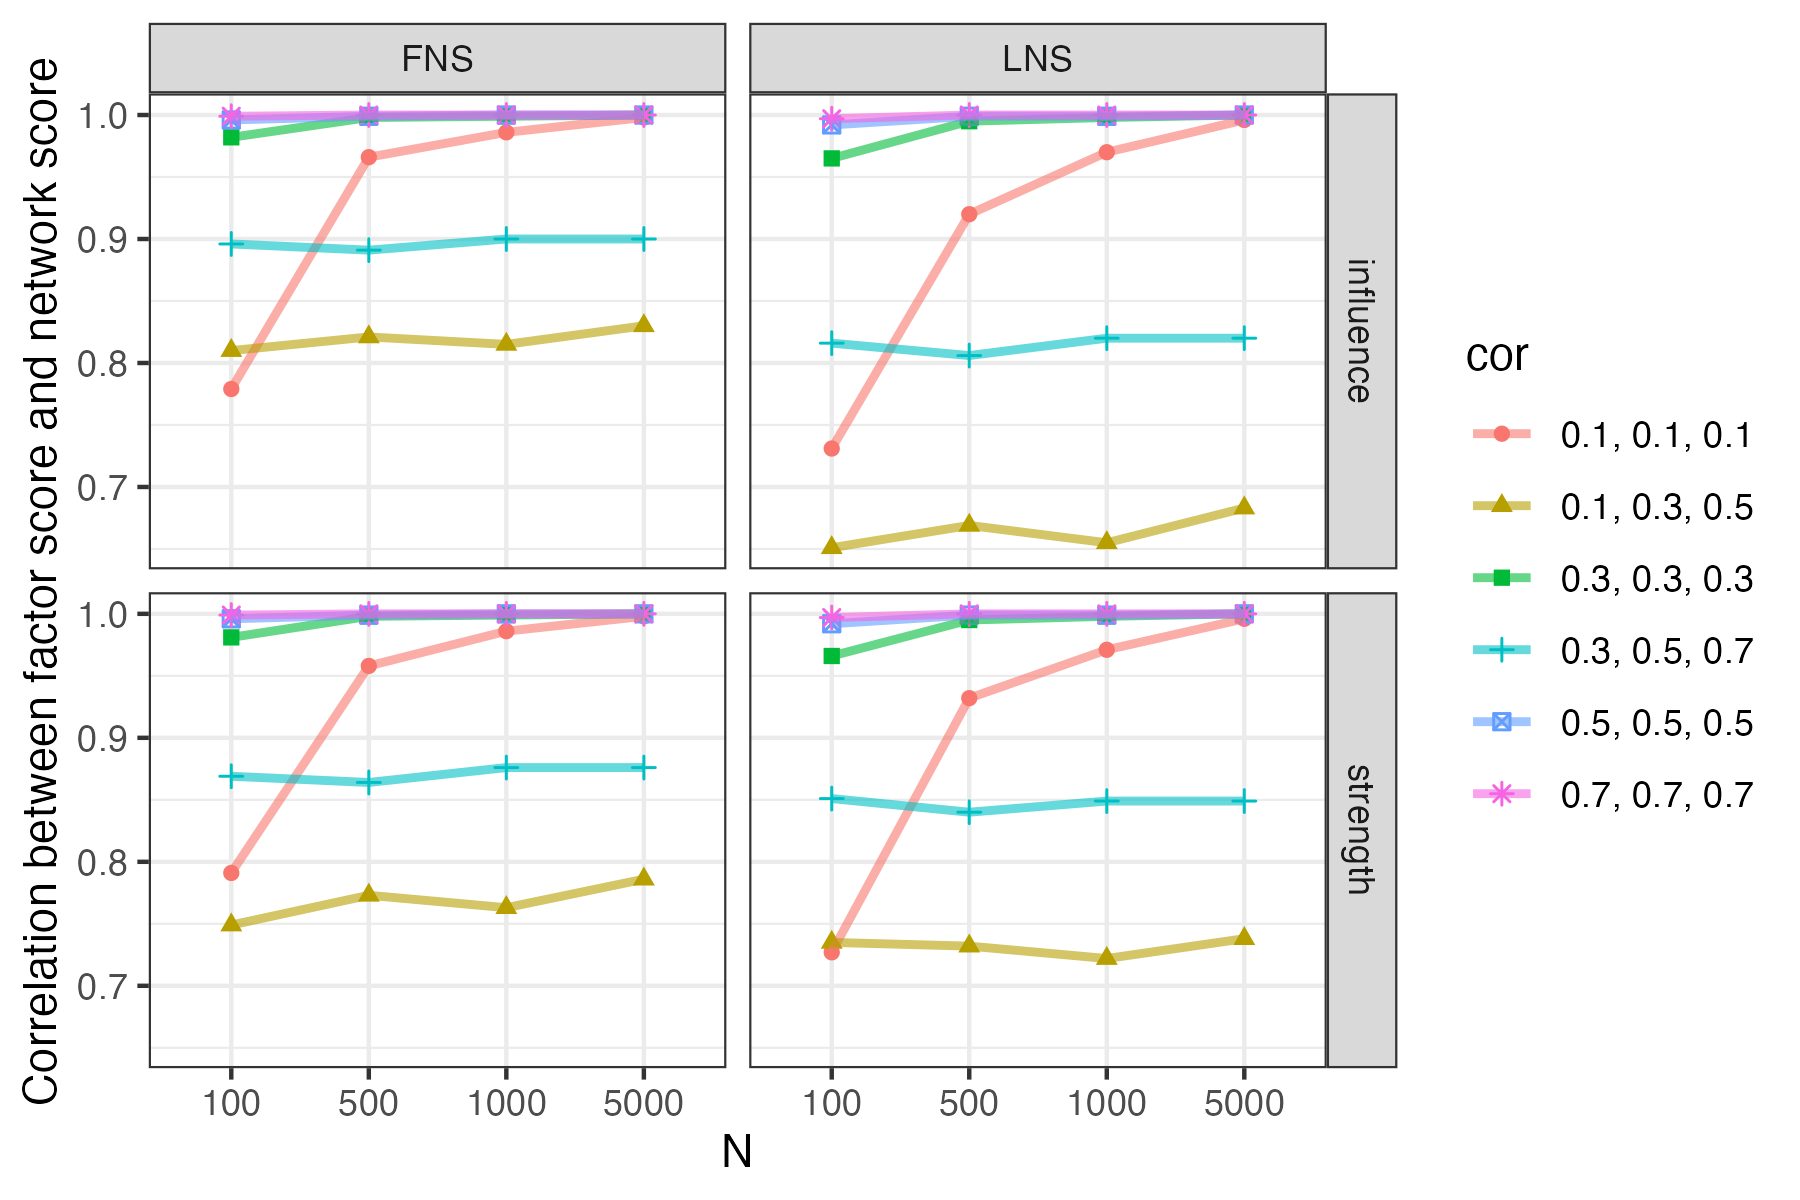 FNS
LNS
Correlation between factor score and network score
1.0
0.9
0.8
0.7
influence
1.0
0.9
0.8
0.7
strength
100 500 1000 5000
100 500 1000 5000
N
cor
0.1, 0.1, 0.1
0.1, 0.3, 0.5
0.3, 0.3, 0.3
0.3, 0.5, 0.7
0.5, 0.5, 0.5
0.7, 0.7, 0.7